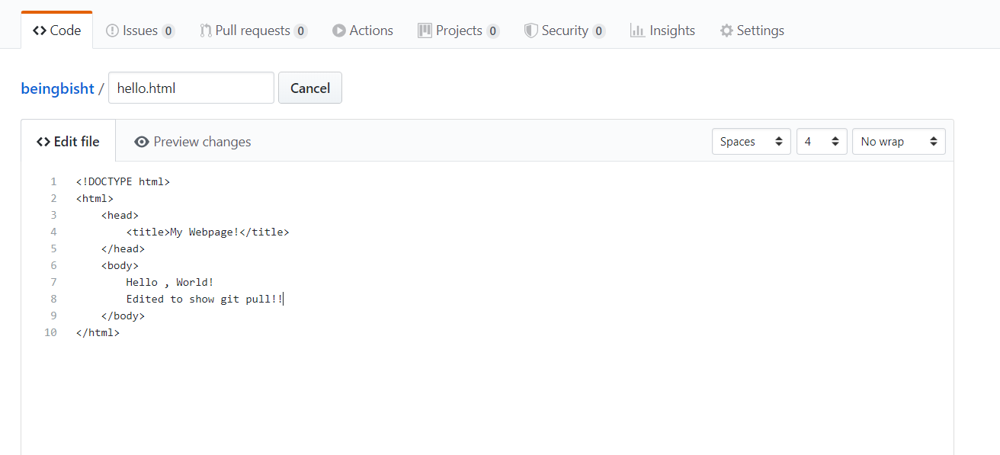 Code Issues 0 Pull requests 0 Actions Projects 0 Security 0 Insights Settings
beingbisht / hello.html Cancel
Edit file Preview changes Spaces 4 No wrap
1 <!DOCTYPE html>
2 <html>
3 <head>
4 <title>My Webpage!</title>
5 </head>
6 <body>
7 Hello , World!
8 Edited to show git pull!!
9 </body>
10 </html>